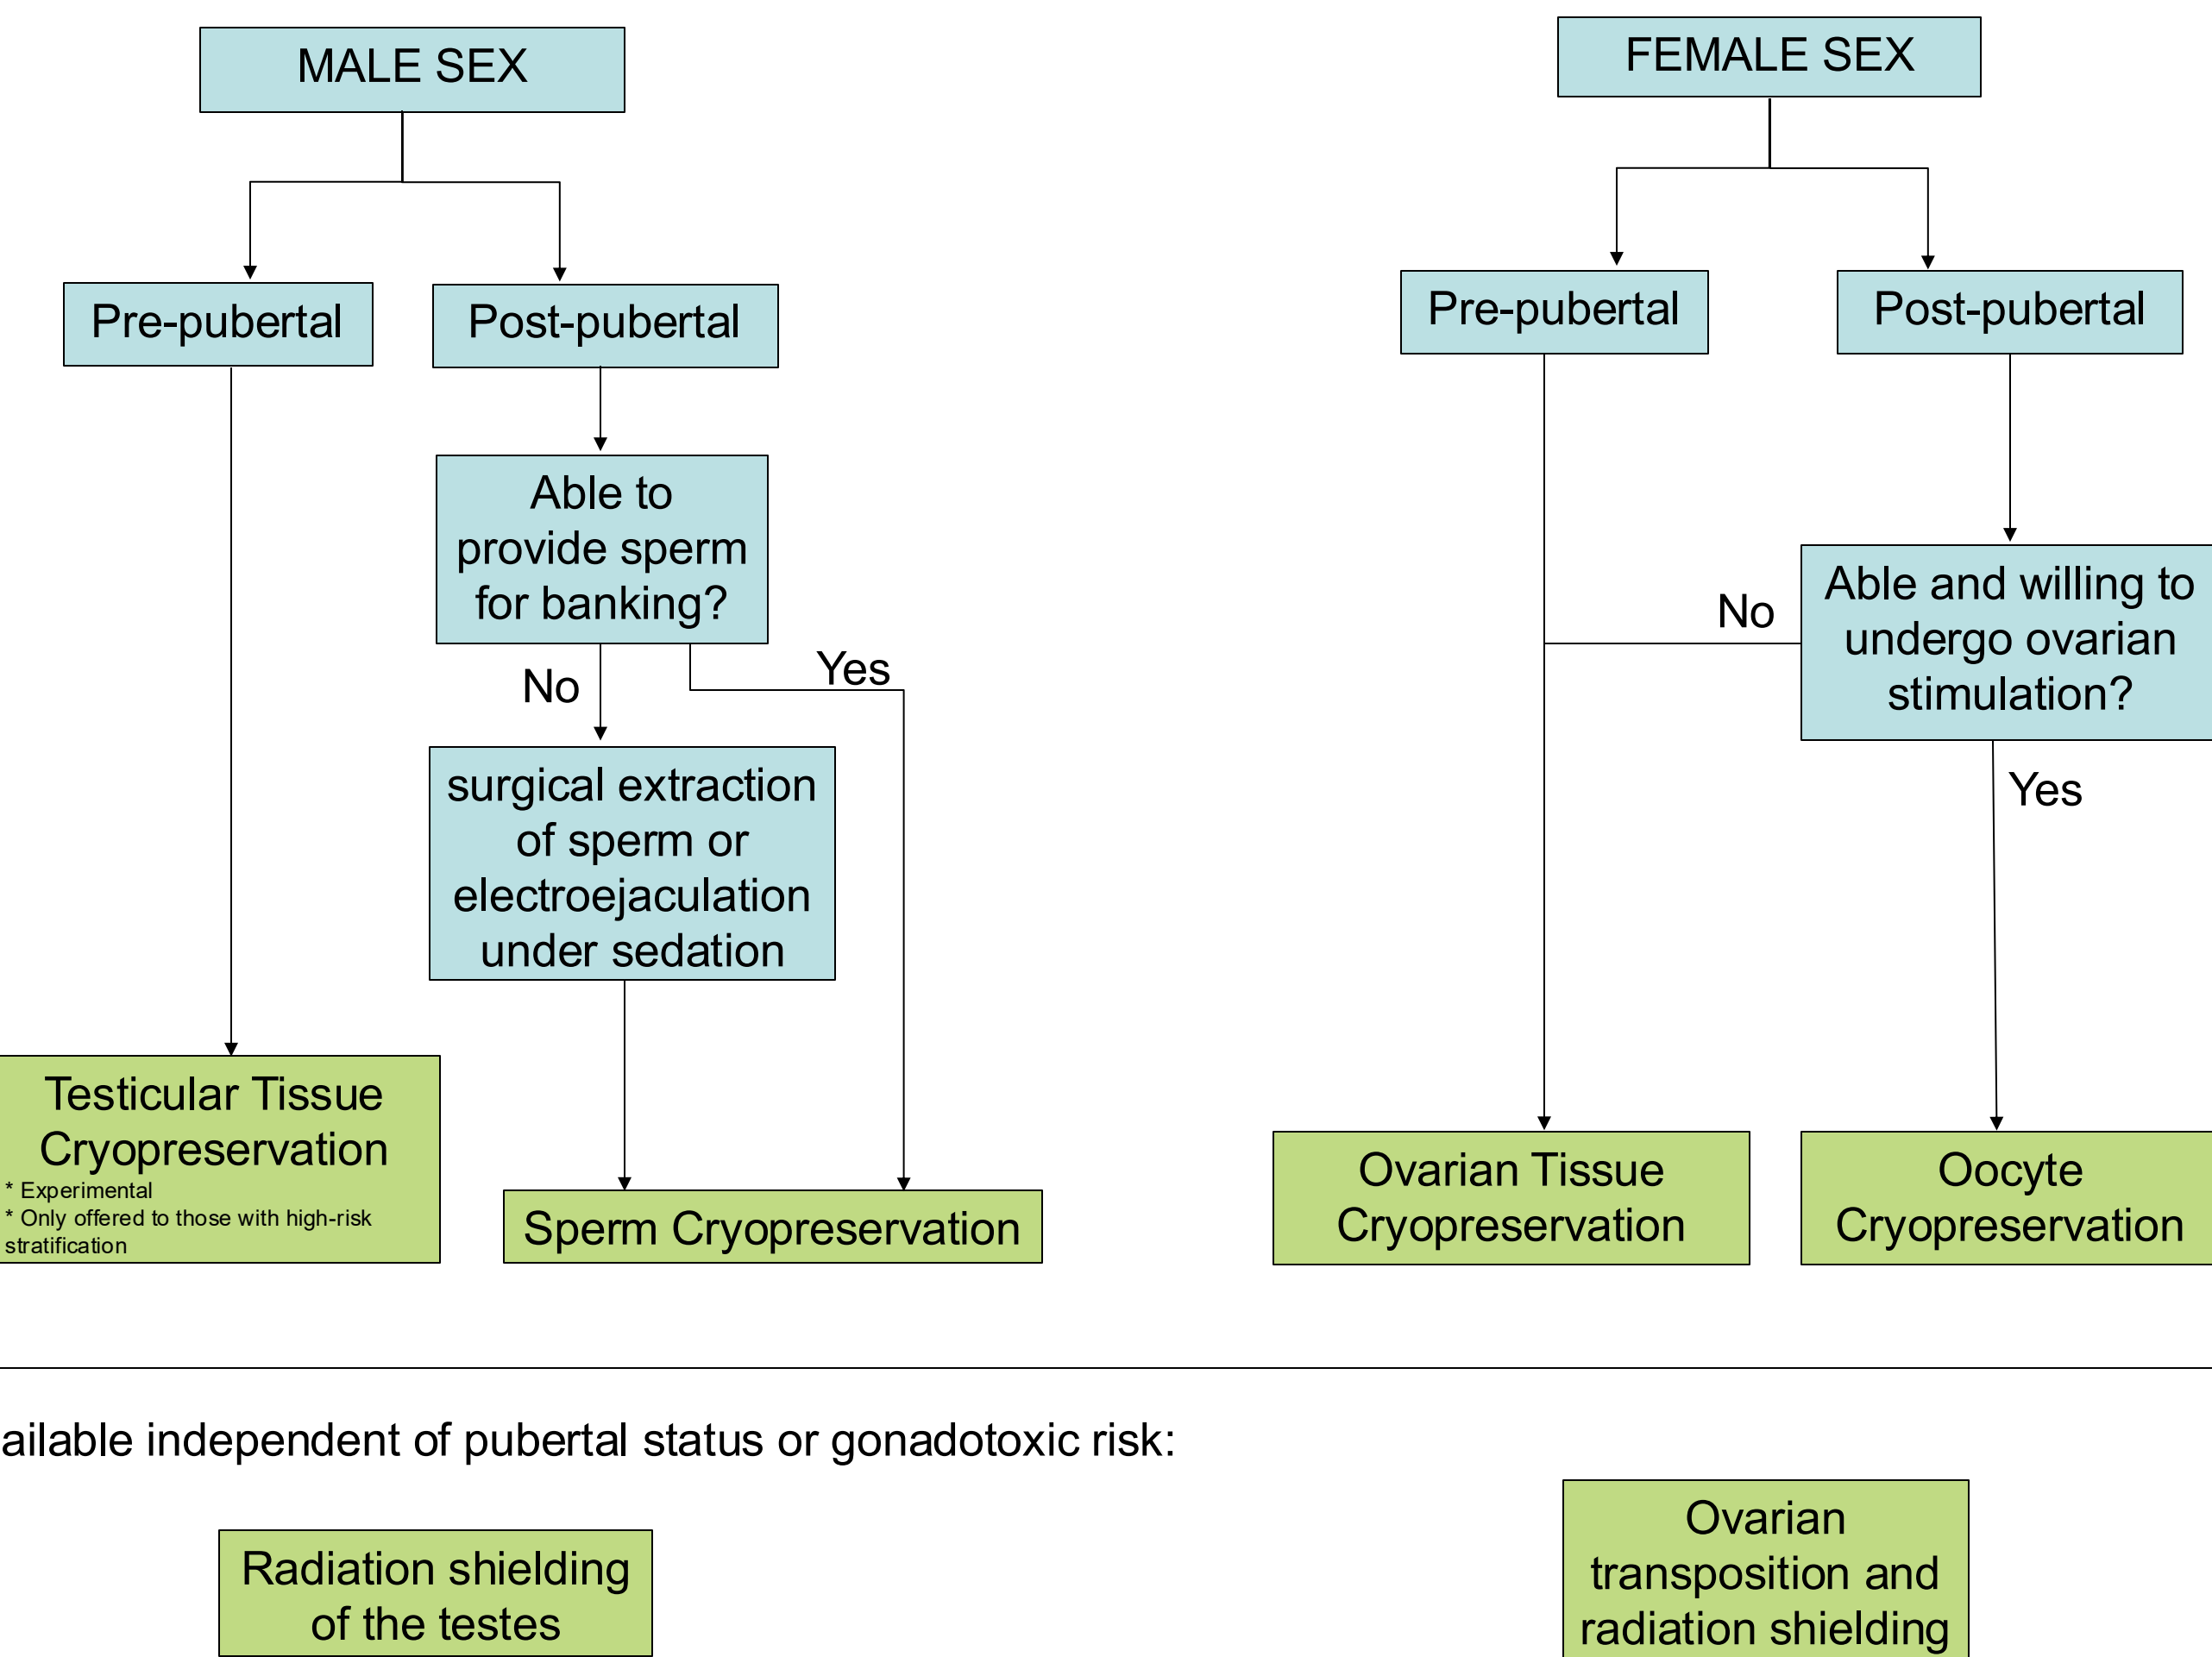 MALE SEX
FEMALE SEX
Pre-pubertal
Post-pubertal
Pre-pubertal
Post-pubertal
Able to
provide sperm
for banking?
No
Yes
Able and willing to
undergo ovarian
stimulation?
No
Yes
surgical extraction
of sperm or
electroejaculation
under sedation
Testicular Tissue
Cryopreservation
* Experimental
* Only offered to those with high-risk
stratification
Sperm Cryopreservation
Ovarian Tissue
Cryopreservation
Oocyte
Cryopreservation
ailable independent of pubertal status or gonadotoxic risk:
Radiation shielding
of the testes
Ovarian
transposition and
radiation shielding